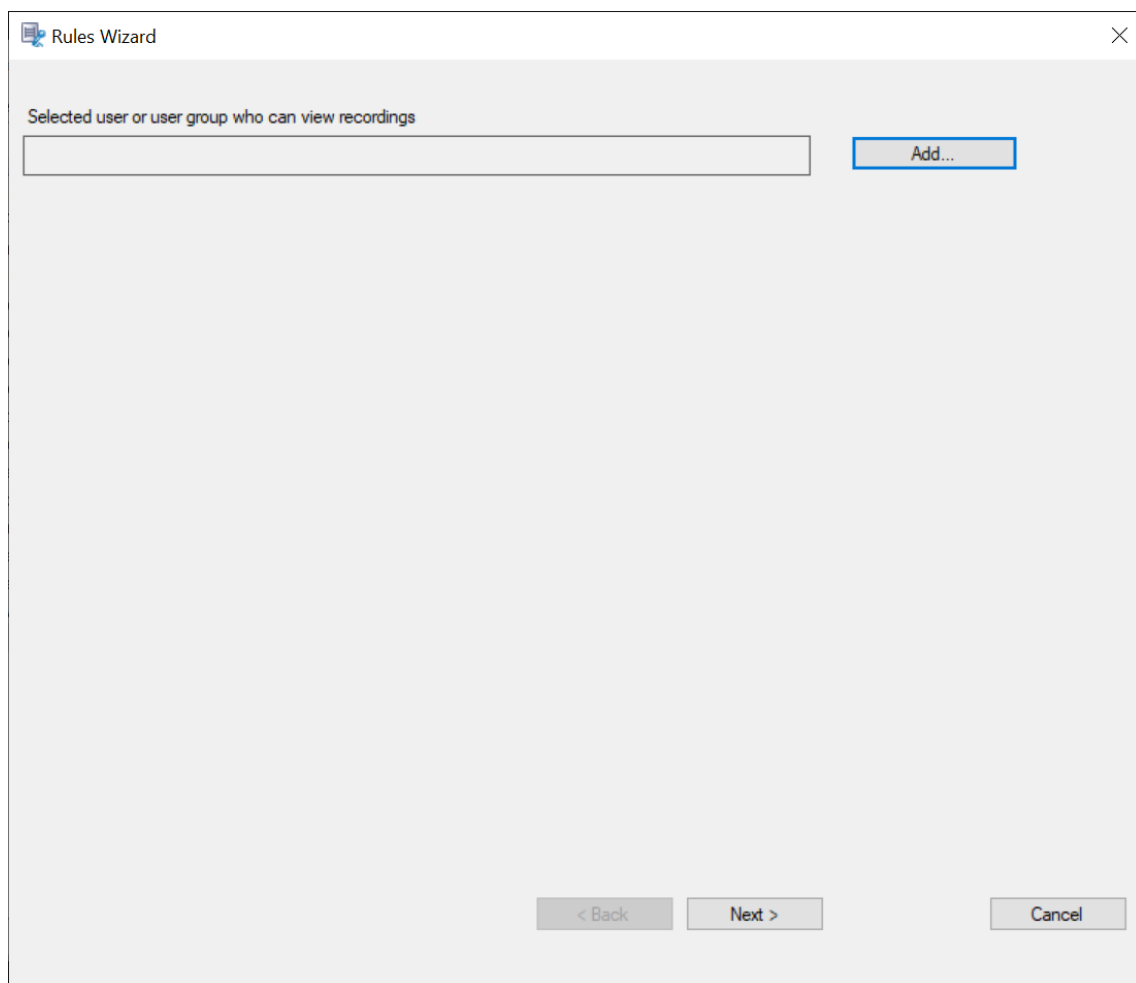 Rules Wizard
Selected user or user group who can view recordings
Add...
< Back
Next >
Cancel